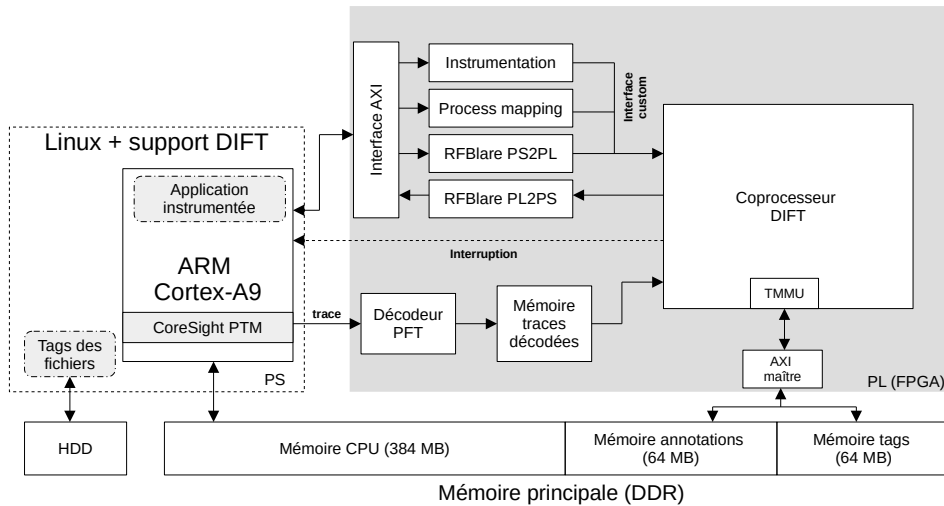 Linux + support DIFT
Application
instrumentée
ARM
Cortex-A9
CoreSight PTM
Tags des
fichiers
PS
Interface AXI
Instrumentation
Process mapping
RFBlare PS2PL
RFBlare PL2PS
Interface
custom
Interruption
Coprocesseur
DIFT
TMMU
trace
Décodeur
PFT
Mémoire
traces
décodées
AXI
maître
PL (FPGA)
HDD
Mémoire CPU (384 MB)
Mémoire annotations
(64 MB)
Mémoire tags
(64 MB)
Mémoire principale (DDR)